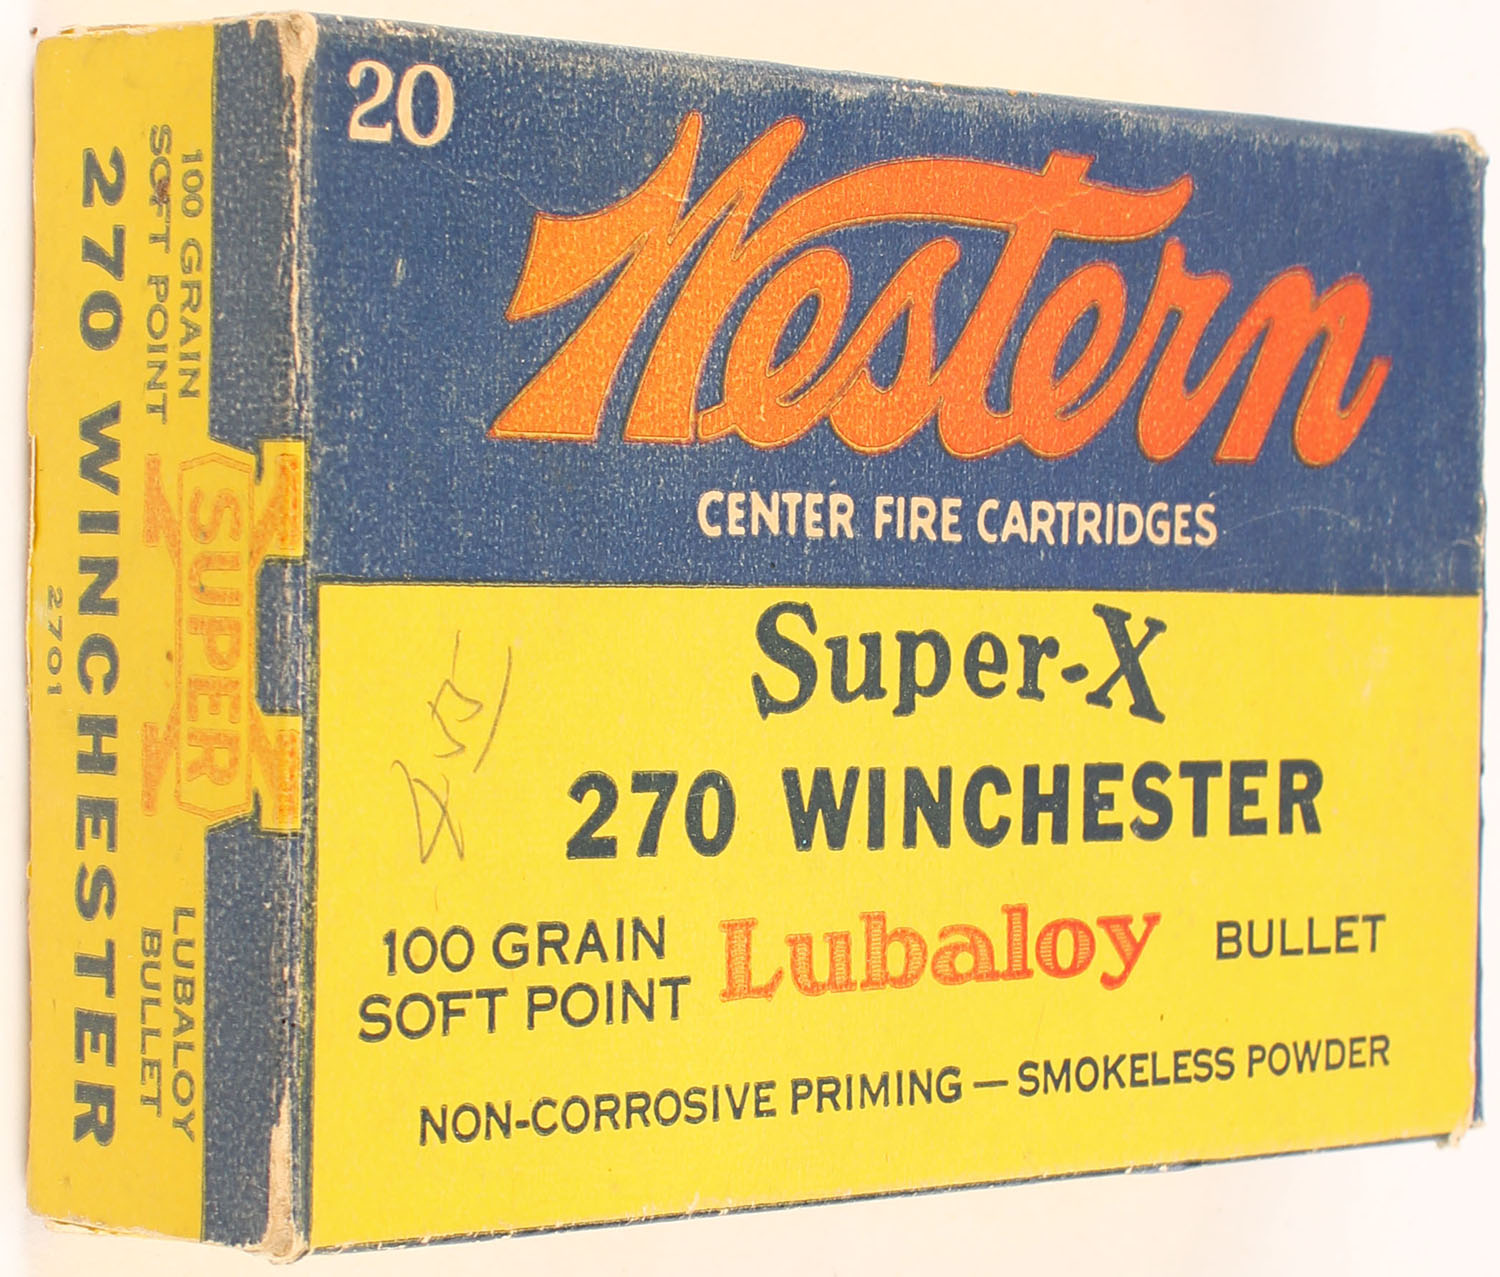 20
Western
CENTER FIRE CARTRIDGES
Super-X
270 WINCHESTER
100 GRAIN
SOFT POINT
Lubaloy
BULLET
NON-CORROSIVE PRIMING — SMOKELESS POWDER
100 GRAIN
SOFT POINT
SUPER
X
LUBALOY
BULLET
270 WINCHESTER
2701